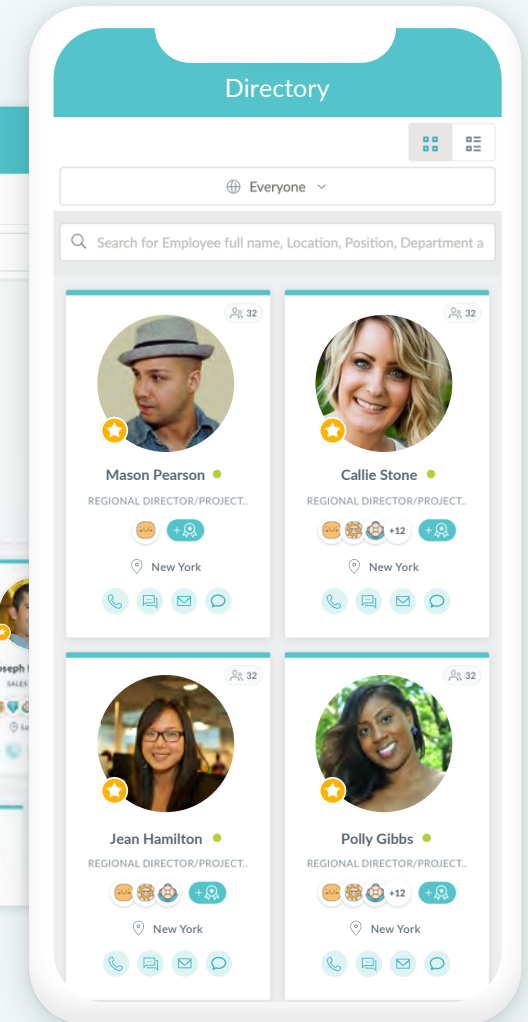 Directory
Everyone
Search for Employee full name, Location, Position, Department a
32
32
Mason Pearson
Callie Stone
REGIONAL DIRECTOR/PROJECT..
REGIONAL DIRECTOR/PROJECT..
+
+12 +
New York
New York
32
32
Jean Hamilton
Polly Gibbs
REGIONAL DIRECTOR/PROJECT..
REGIONAL DIRECTOR/PROJECT..
+
+12 +
New York
New York
oseph
SALES